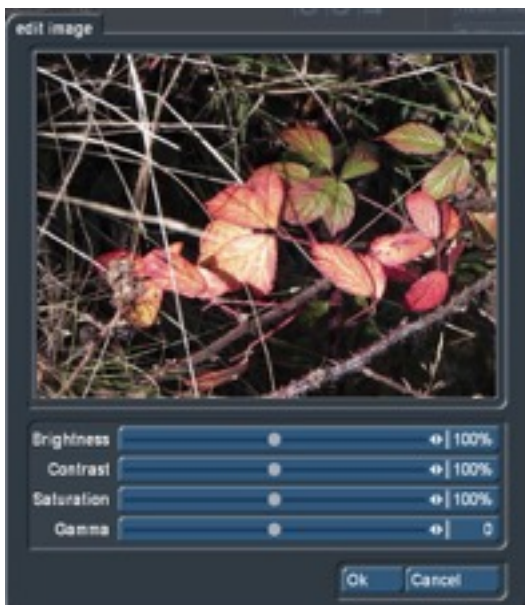 edit image
Brightness 100%
Contrast 100%
Saturation 100%
Gamma 0
Ok Cancel